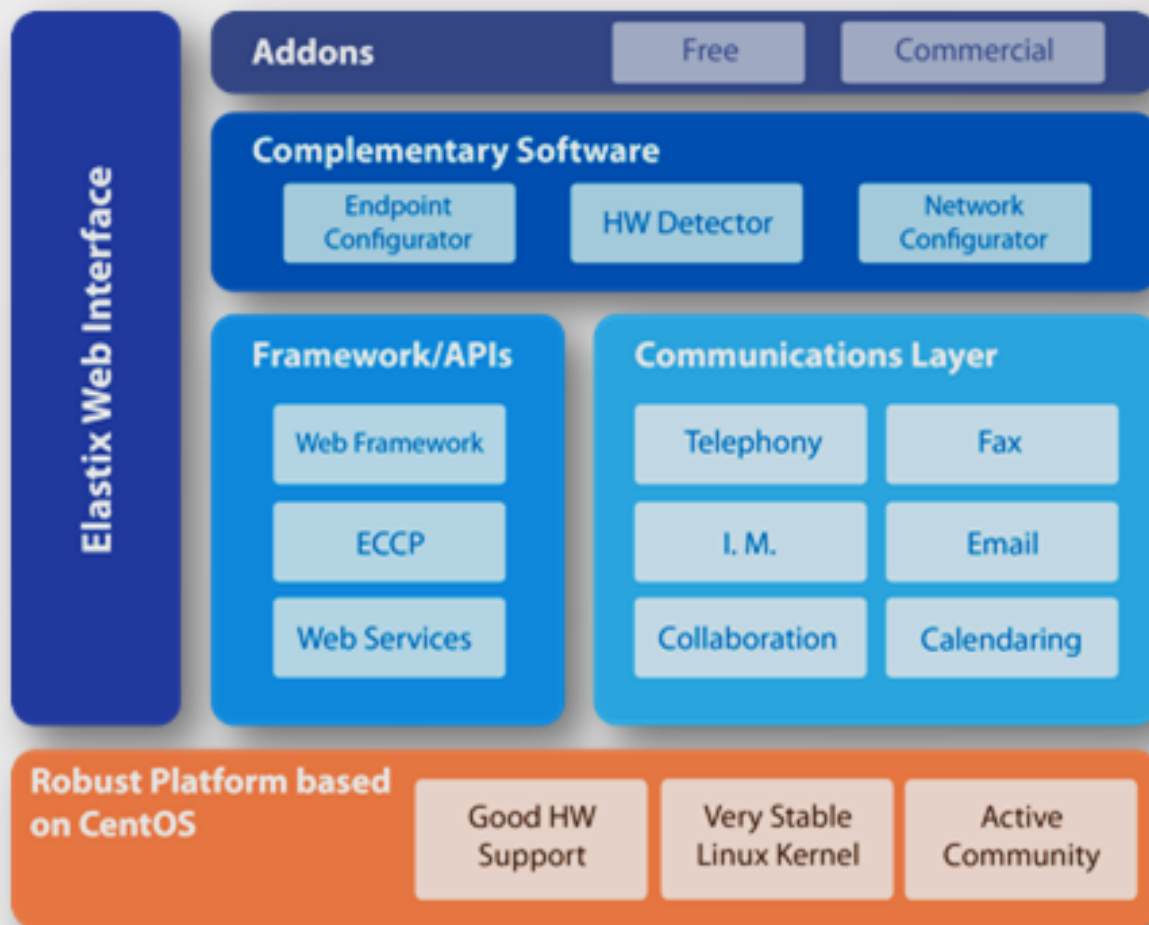 Elastix Web Interface
Addons
Free
Commercial
Complementary Software
Endpoint
Configurator
HW Detector
Network
Configurator
Framework/APIs
Web Framework
ECCP
Web Services
Communications Layer
Telephony
Fax
I. M.
Email
Collaboration
Calendaring
Robust Platform based
on CentOS
Good HW
Support
Very Stable
Linux Kernel
Active
Community